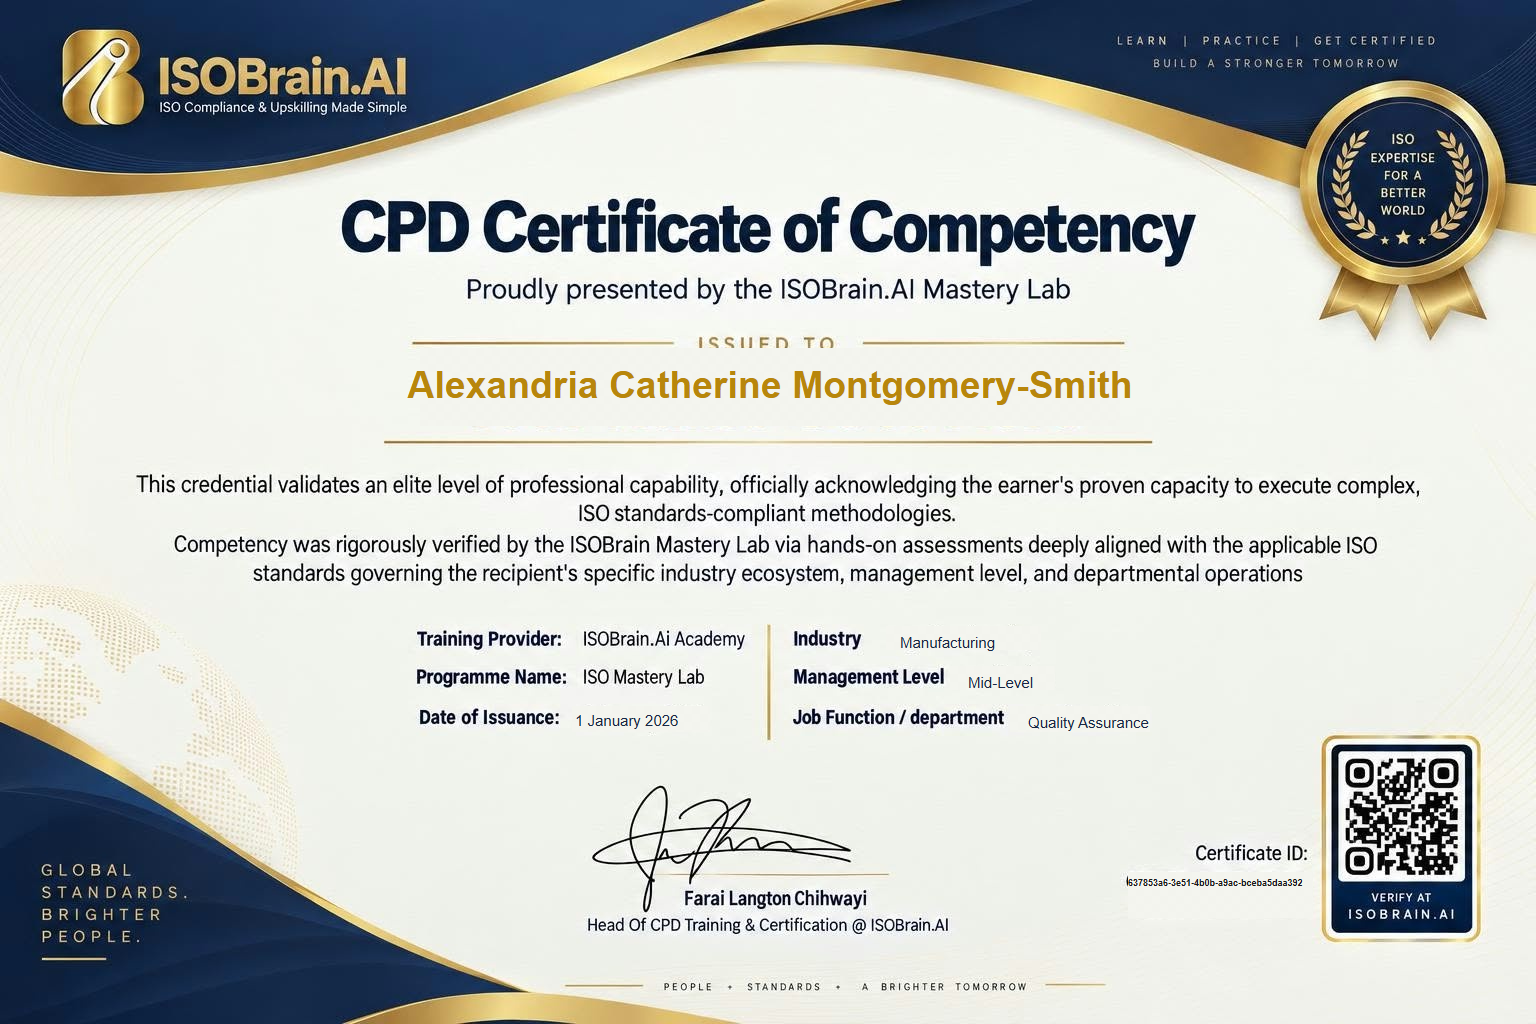 ISOBrain.AI
ISO Compliance & Upskilling Made Simple
LEARN | PRACTICE | GET CERTIFIED
BUILD A STRONGER TOMORROW
ISO
EXPERTISE
FOR A
BETTER
WORLD
CPD Certificate of Competency
Proudly presented by the ISOBrain.AI Mastery Lab
ISSUED TO
Alexandria Catherine Montgomery-Smith
This credential validates an elite level of professional capability, officially acknowledging the earner's proven capacity to execute complex,
ISO standards-compliant methodologies.
Competency was rigorously verified by the ISOBrain Mastery Lab via hands-on assessments deeply aligned with the applicable ISO
standards governing the recipient's specific industry ecosystem, management level, and departmental operations
Training Provider: ISOBrain.Ai Academy
Programme Name: ISO Mastery Lab
Date of Issuance: 1 January 2026
Industry Manufacturing
Management Level Mid-Level
Job Function / department Quality Assurance
Farai Langton Chihwayi
Head Of CPD Training & Certification @ ISOBrain.AI
Certificate ID:
f637853a6-3e51-4b0b-a9ac-bceba5daa392
VERIFY AT
ISOBRAIN.AI
GLOBAL
STANDARDS.
BRIGHTER
PEOPLE.
PEOPLE • STANDARDS • A BRIGHTER TOMORROW